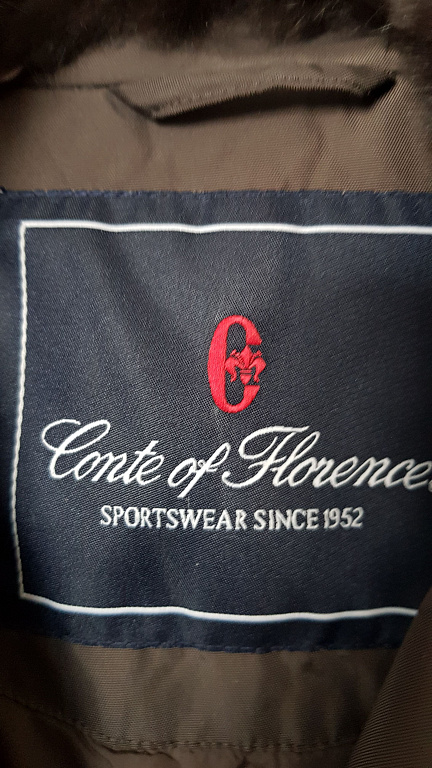 C
Conte of Florence
SPORTSWEAR SINCE 1952